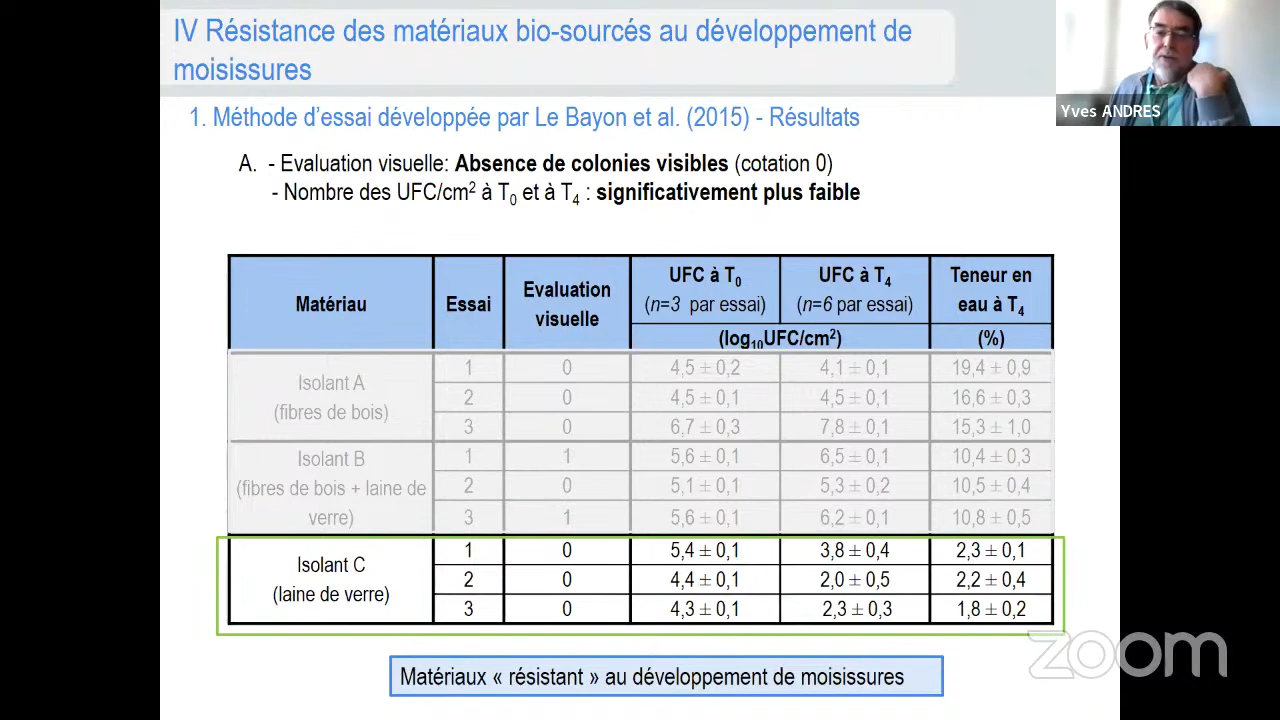 IV Résistance des matériaux bio-sourcés au développement de
moisissures
Yves ANDRES
1. Méthode d’essai développée par Le Bayon et al. (2015) - Résultats
A. - Evaluation visuelle: Absence de colonies visibles (cotation 0)
- Nombre des UFC/cm² à T₀ et à T₄ : significativement plus faible
Matériau Essai Evaluation visuelle UFC à T₀ (n=3 par essai) UFC à T₄ (n=6 par essai) Teneur en eau à T₄
(log₁₀UFC/cm²) (%)
Isolant A
(fibres de bois)
1 0 4,5 ± 0,2 4,1 ± 0,1 19,4 ± 0,9
2 0 4,5 ± 0,1 4,5 ± 0,1 16,6 ± 0,3
3 0 6,7 ± 0,3 7,8 ± 0,1 15,3 ± 1,0
Isolant B
(fibres de bois + laine de
verre)
1 1 5,6 ± 0,1 6,5 ± 0,1 10,4 ± 0,3
2 0 5,1 ± 0,1 5,3 ± 0,2 10,5 ± 0,4
3 1 5,6 ± 0,1 6,2 ± 0,1 10,8 ± 0,5
Isolant C
(laine de verre)
1 0 5,4 ± 0,1 3,8 ± 0,4 2,3 ± 0,1
2 0 4,4 ± 0,1 2,0 ± 0,5 2,2 ± 0,4
3 0 4,3 ± 0,1 2,3 ± 0,3 1,8 ± 0,2
zoom
Matériaux « résistant » au développement de moisissures